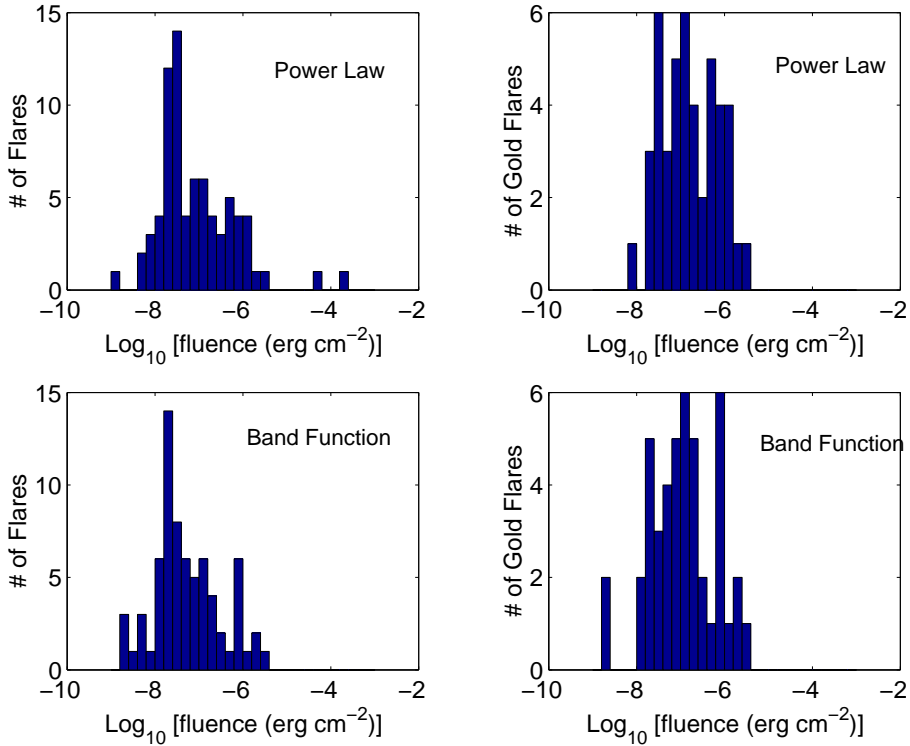 15
10
5
0
# of Flares
Power Law
−10 −8 −6 −4 −2
Log10 [fluence (erg cm−2)]
6
4
2
0
# of Gold Flares
Power Law
−10 −8 −6 −4 −2
Log10 [fluence (erg cm−2)]
15
10
5
0
# of Flares
Band Function
−10 −8 −6 −4 −2
Log10 [fluence (erg cm−2)]
6
4
2
0
# of Gold Flares
Band Function
−10 −8 −6 −4 −2
Log10 [fluence (erg cm−2)]